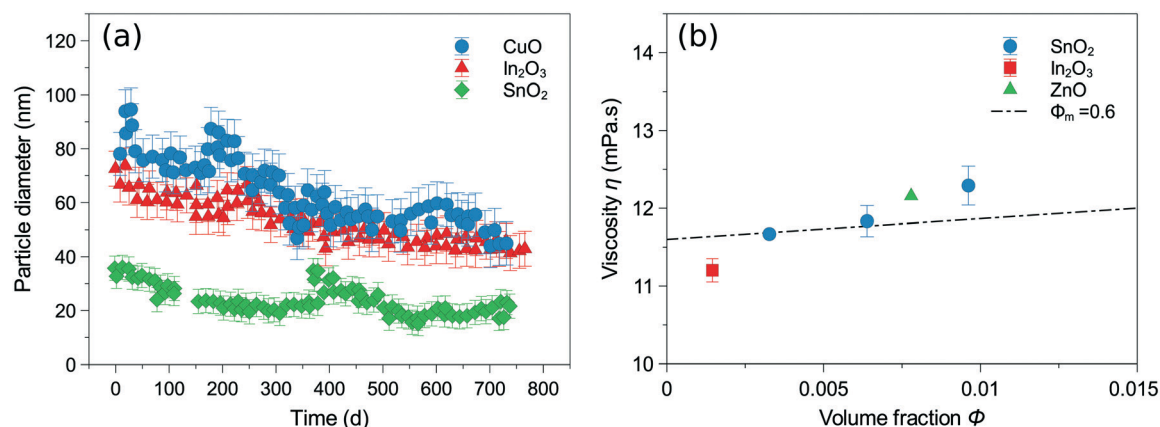 (a)
CuO
In₂O₃
SnO₂
Particle diameter (nm)
120
100
80
60
40
20
0
0 100 200 300 400 500 600 700 800
Time (d)
(b)
SnO₂
In₂O₃
ZnO
Φm =0.6
Viscosity η (mPa.s)
14
13
12
11
10
0 0.005 0.01 0.015
Volume fraction Φ